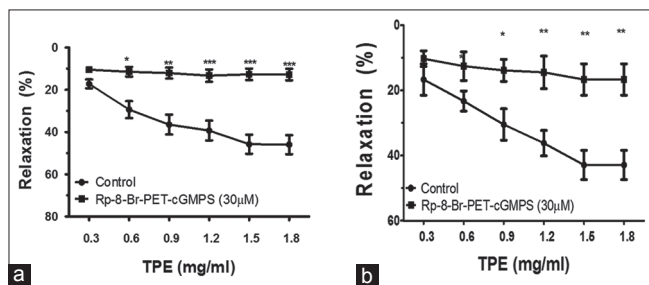 Relaxation (%)
0
20
40
60
80
* ** *** *** ***
Control
Rp-8-Br-PET-cGMPS (30μM)
0.3 0.6 0.9 1.2 1.5 1.8
TPE (mg/ml)
a
Relaxation (%)
0
20
40
60
* * ** ** **
Control
Rp-8-Br-PET-cGMPS (30μM)
0.3 0.6 0.9 1.2 1.5 1.8
TPE (mg/ml)
b